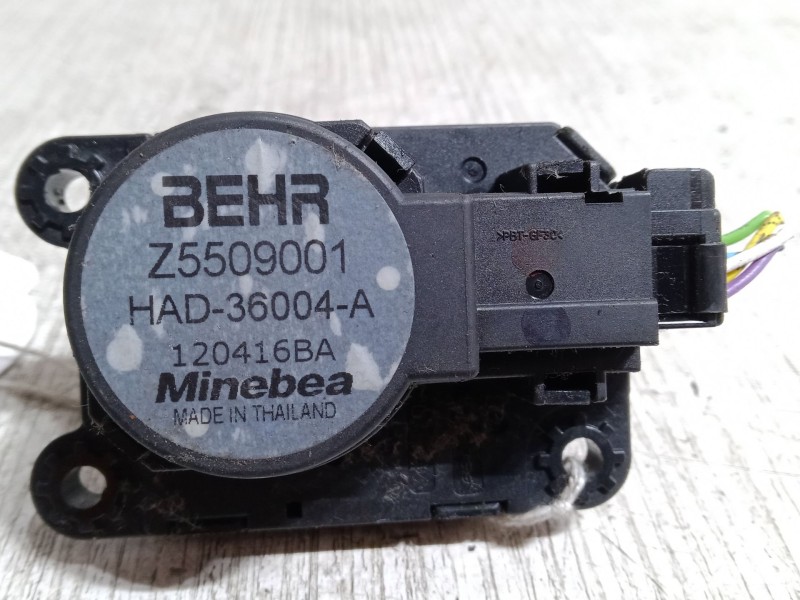 BEHR
Z5509001
HAD-36004-A
120416BA
Minebea
MADE IN THAILAND
>PBT-GF30<